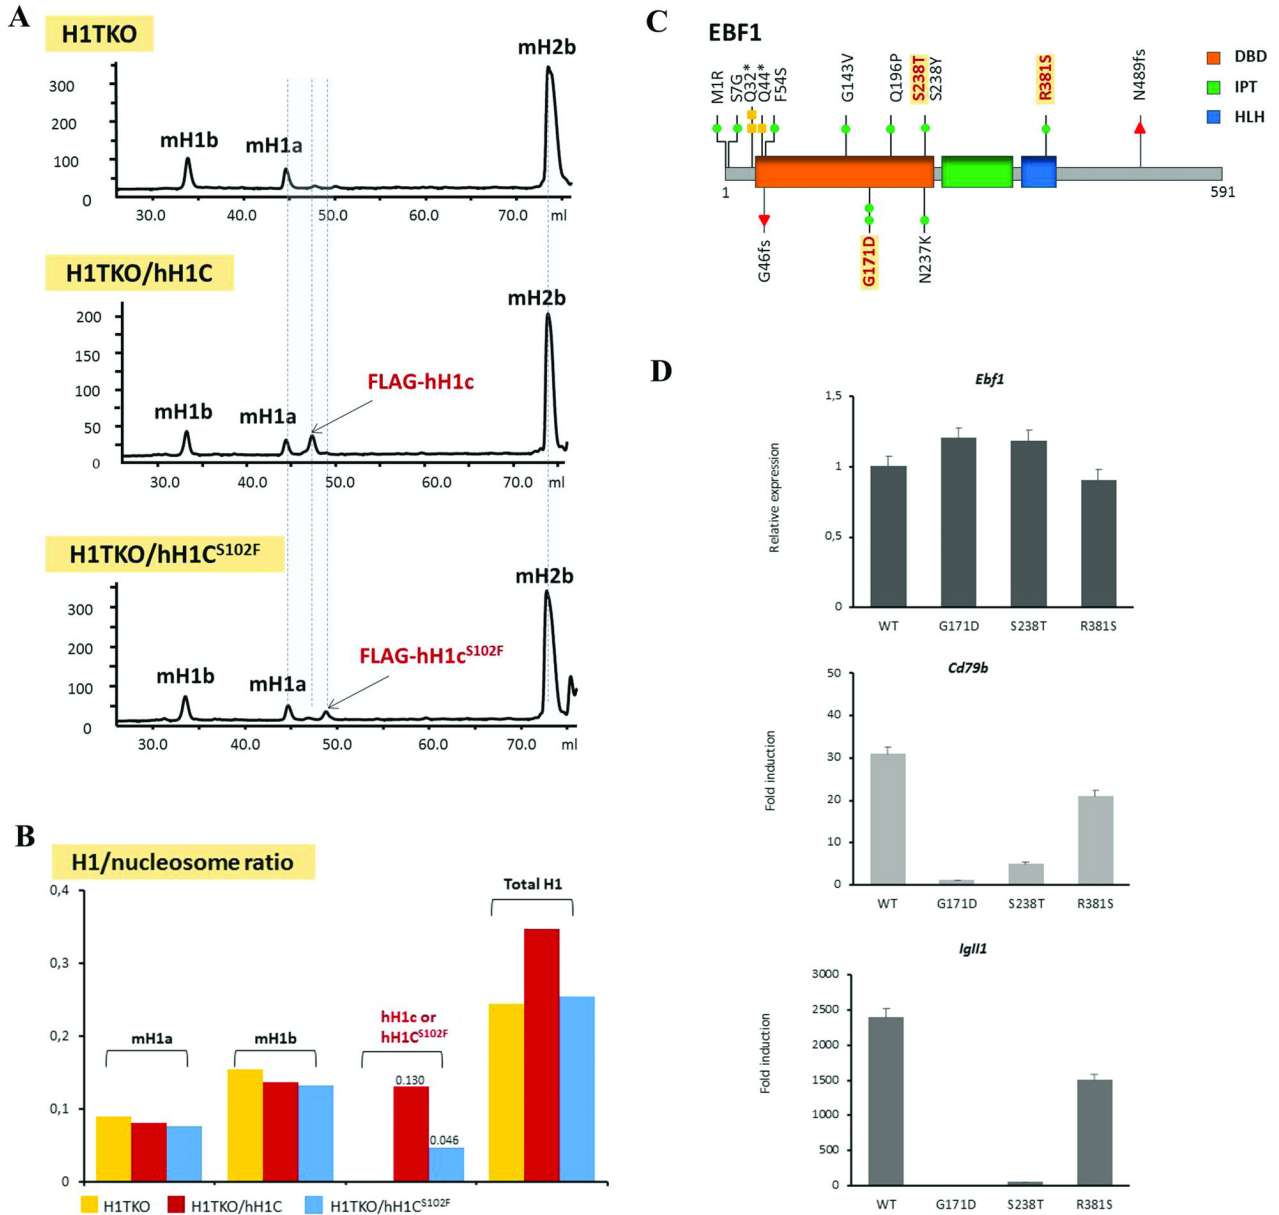 A
H1TKO
mH2b
300
200
100
0
mH1b
mH1a
30.0
40.0
50.0
60.0
70.0
ml
H1TKO/hH1C
mH2b
200
150
100
50
0
FLAG-hH1c
mH1b
mH1a
30.0
40.0
50.0
60.0
70.0
ml
H1TKO/hH1C^S102F
mH2b
300
200
100
0
FLAG-hH1c^S102F
mH1b
mH1a
30.0
40.0
50.0
60.0
70.0
ml
B
H1/nucleosome ratio
0,4
0,3
0,2
0,1
0
mH1a
mH1b
hH1c or
hH1C^S102F
Total H1
0.130
0.046
H1TKO
H1TKO/hH1C
H1TKO/hH1C^S102F
C
EBF1
M1R
S7G
Q32*
Q44*
F54S
G143V
Q196P
S238T
S238Y
R381S
N489fs
DBD
IPT
HLH
1
591
G46fs
G171D
N237K
D
Ebf1
Relative expression
1,5
1
0,5
0
WT
G171D
S238T
R381S
Cd79b
Fold induction
50
40
30
20
10
0
WT
G171D
S238T
R381S
Igll1
Fold induction
3000
2500
2000
1500
1000
500
0
WT
G171D
S238T
R381S